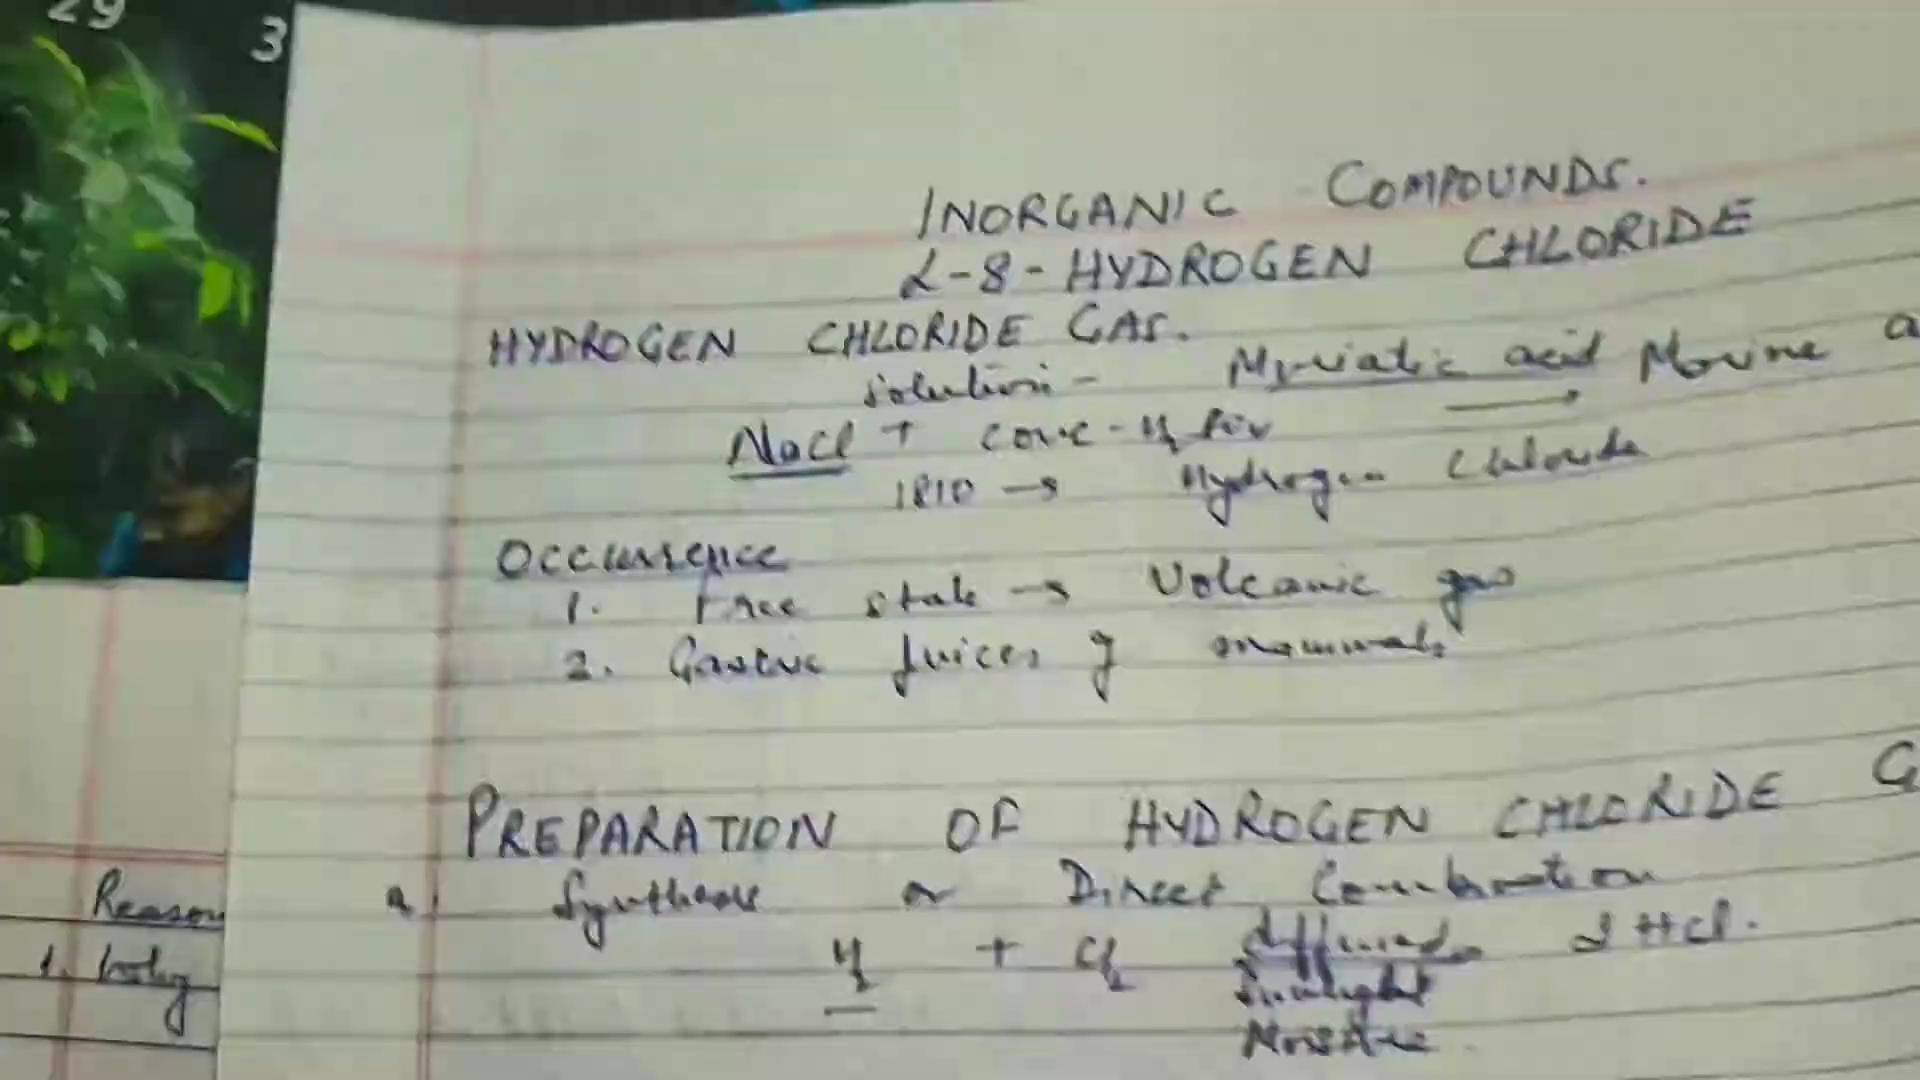 29
3
INORGANIC COMPOUNDS.
L-8-HYDROGEN CHLORIDE
HYDROGEN CHLORIDE GAS.
solution - Muriatic acid Marine a
NaCl + conc-H₂SO₄ →
1810 → Hydrogen Chloride
Occurrence
1. Free state → Volcanic gas
2. Gastric juices of mammals
PREPARATION OF HYDROGEN CHLORIDE G
a. Synthesis or Direct Combination
H₂ + Cl₂ diffused 2HCl.
Sunlight
Moisture
Reason
1.